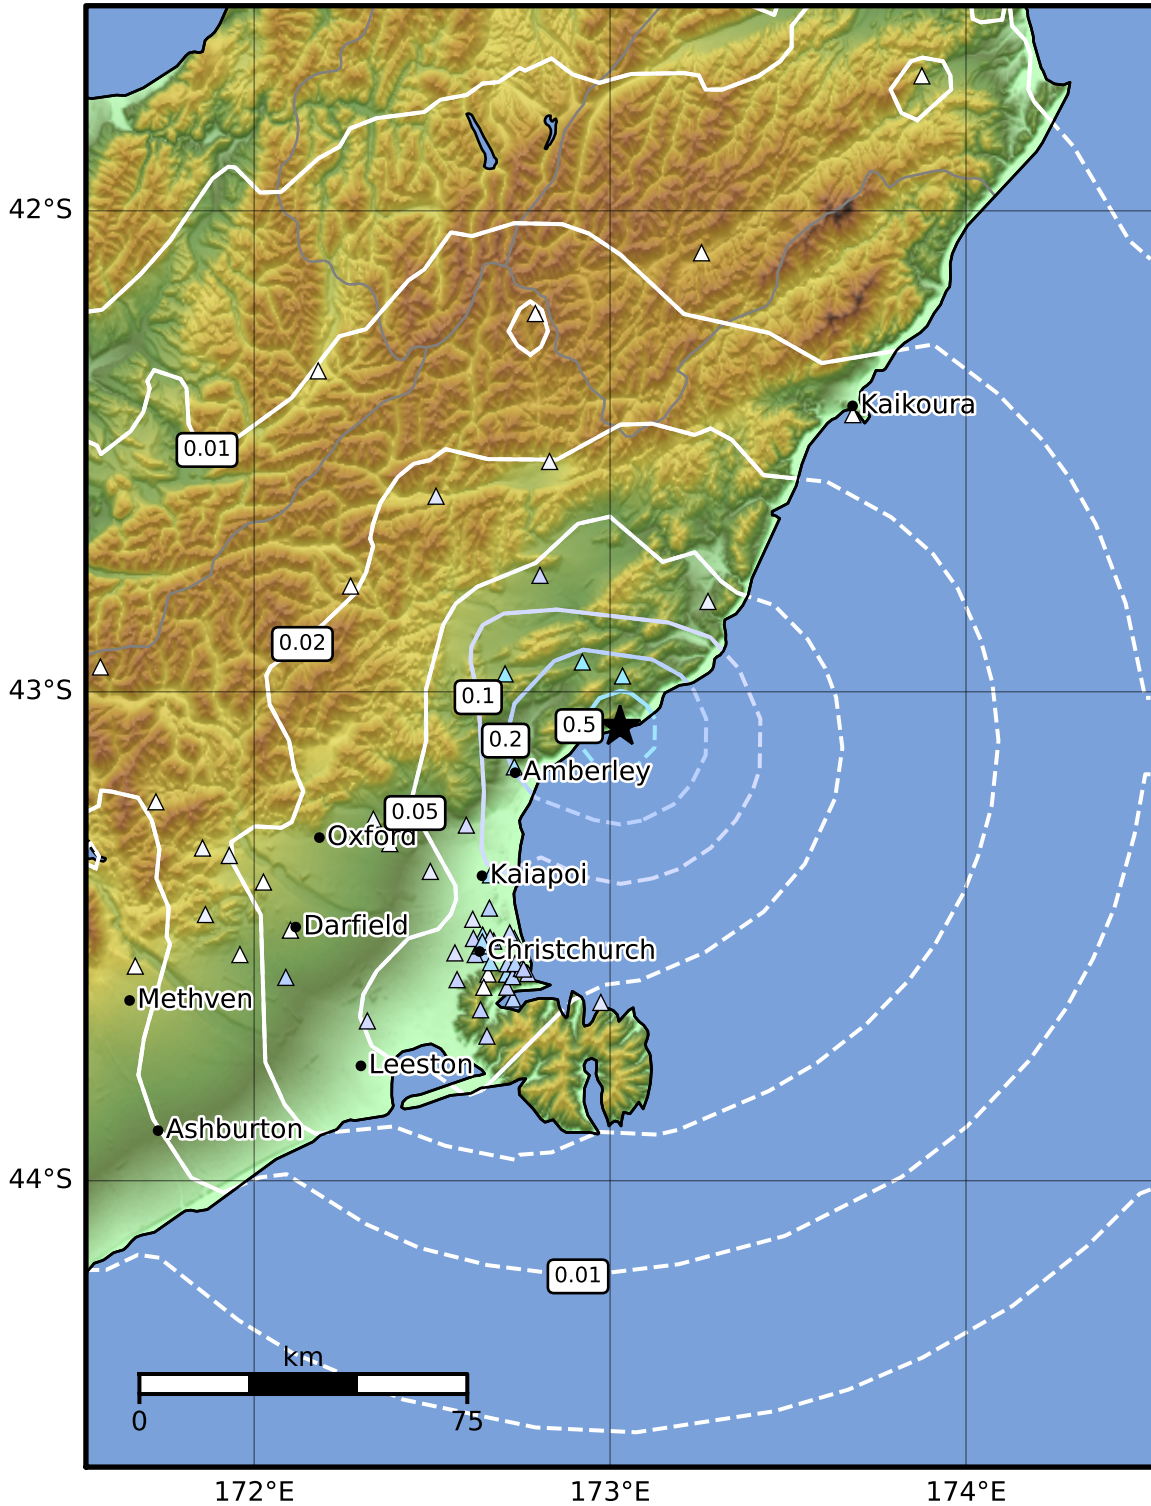 42°S
Kaikoura
0.01
0.02
43°S
0.1
0.5
0.2
Amberley
0.05
Oxford
Kaiapoi
Darfield
Christchurch
Methven
Leeston
Ashburton
44°S
0.01
km
0 75
172°E 173°E 174°E